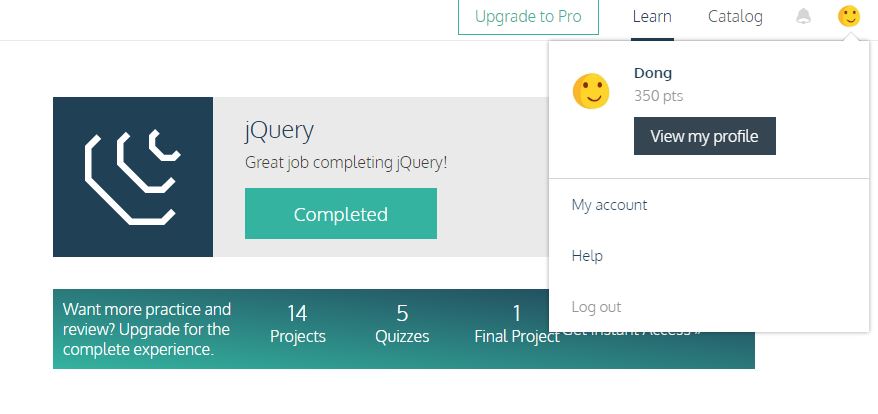 Upgrade to Pro
Learn
Catalog
Dong
350 pts
View my profile
My account
Help
Log out
jQuery
Great job completing jQuery!
Completed
Want more practice and
review? Upgrade for the
complete experience.
14
Projects
5
Quizzes
1
Final Project
Get Instant Access »